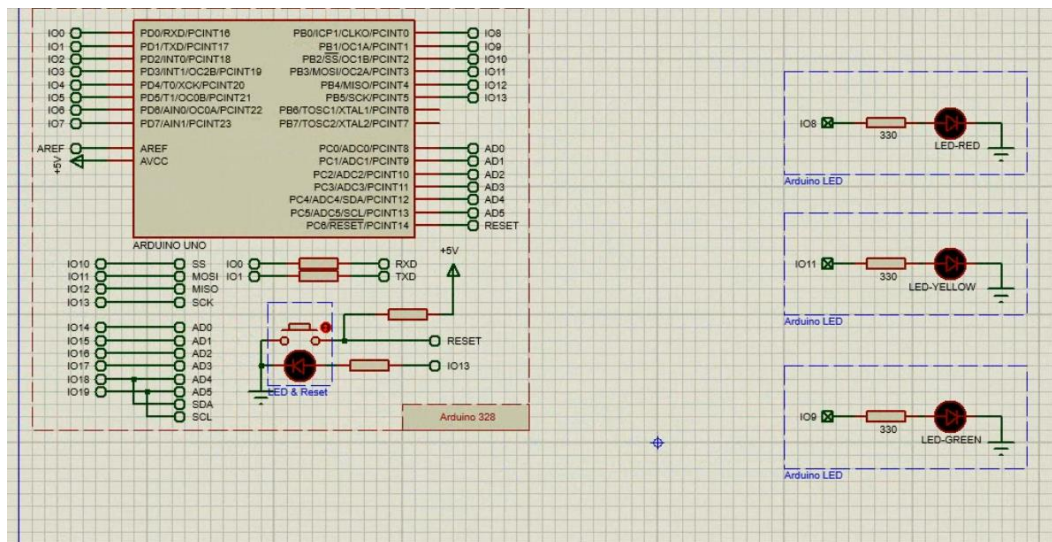 IO0 PD0/RXD/PCINT16 PB0/ICP1/CLKO/PCINT0 IO8
IO1 PD1/TXD/PCINT17 PB1/OC1A/PCINT1 IO9
IO2 PD2/INT0/PCINT18 PB2/SS/OC1B/PCINT2 IO10
IO3 PD3/INT1/OC2B/PCINT19 PB3/MOSI/OC2A/PCINT3 IO11
IO4 PD4/T0/XCK/PCINT20 PB4/MISO/PCINT4 IO12
IO5 PD5/T1/OC0B/PCINT21 PB5/SCK/PCINT5 IO13
IO6 PD6/AIN0/OC0A/PCINT22 PB6/TOSC1/XTAL1/PCINT6
IO7 PD7/AIN1/PCINT23 PB7/TOSC2/XTAL2/PCINT7
AREF AREF PC0/ADC0/PCINT8 AD0
+5V AVCC PC1/ADC1/PCINT9 AD1
PC2/ADC2/PCINT10 AD2
PC3/ADC3/PCINT11 AD3
PC4/ADC4/SDA/PCINT12 AD4
PC5/ADC5/SCL/PCINT13 AD5
PC6/RESET/PCINT14 RESET
ARDUINO UNO
+5V
IO10 SS IO0 RXD
IO11 MOSI IO1 TXD
IO12 MISO
IO13 SCK
IO14 AD0
IO15 AD1 RESET
IO16 AD2
IO17 AD3 IO13
IO18 AD4
IO19 AD5 LED & Reset
SDA
SCL
Arduino 328
IO8 330
LED-RED
Arduino LED
IO11 330
LED-YELLOW
Arduino LED
IO9 330
LED-GREEN
Arduino LED